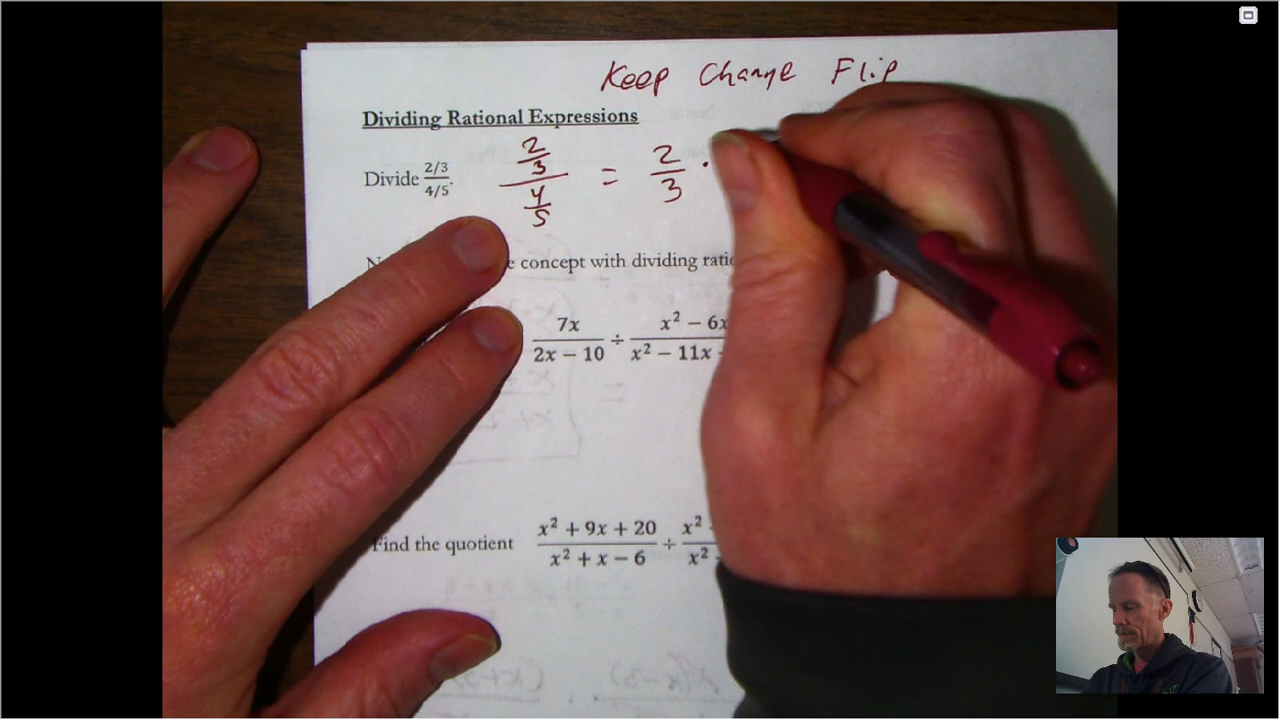 Keep Change Flip
Dividing Rational Expressions
Divide 2/3 / 4/5. 2/3 / 4/5 = 2/3 ·
concept with dividing
7x / 2x − 10 ÷ x² − 6x / x² − 11x
Find the quotient x² + 9x + 20 / x² + x − 6 ÷ x² / x²